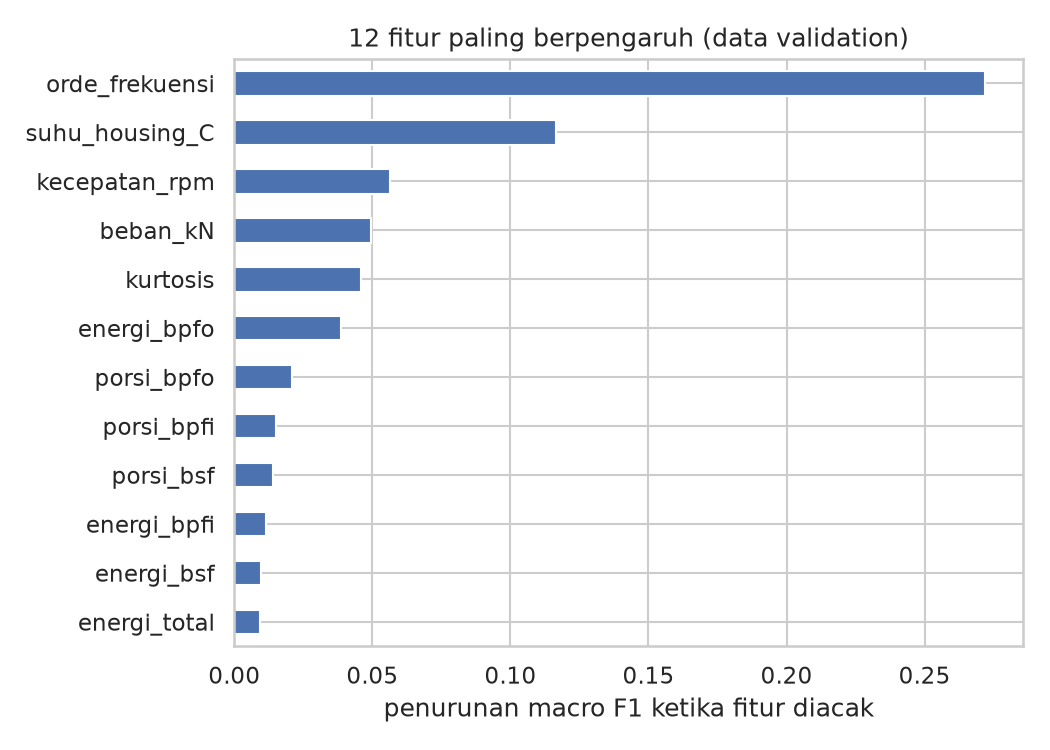 12 fitur paling berpengaruh (data validation)
orde_frekuensi
suhu_housing_C
kecepatan_rpm
beban_kN
kurtosis
energi_bpfo
porsi_bpfo
porsi_bpfi
porsi_bsf
energi_bpfi
energi_bsf
energi_total
0.00 0.05 0.10 0.15 0.20 0.25
penurunan macro F1 ketika fitur diacak